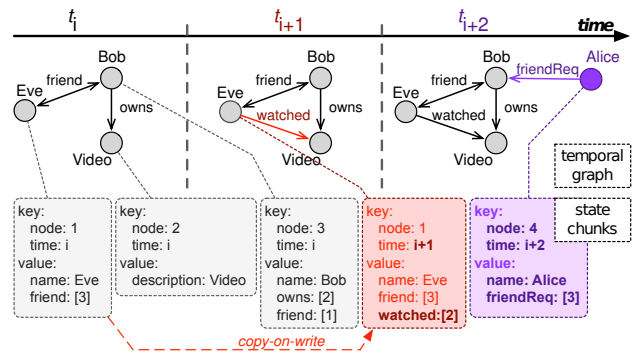 ti
ti+1
ti+2
time
Bob
Eve
friend
owns
Video
Bob
Eve
friend
owns
watched
Video
Bob
Alice
friendReq
Eve
friend
owns
watched
Video
temporal
graph
state
chunks
key:
node: 1
time: i
value:
name: Eve
friend: [3]
key:
node: 2
time: i
value:
description: Video
key:
node: 3
time: i
value:
name: Bob
owns: [2]
friend: [1]
key:
node: 1
time: i+1
value:
name: Eve
friend: [3]
watched:[2]
key:
node: 4
time: i+2
value:
name: Alice
friendReq: [3]
copy-on-write